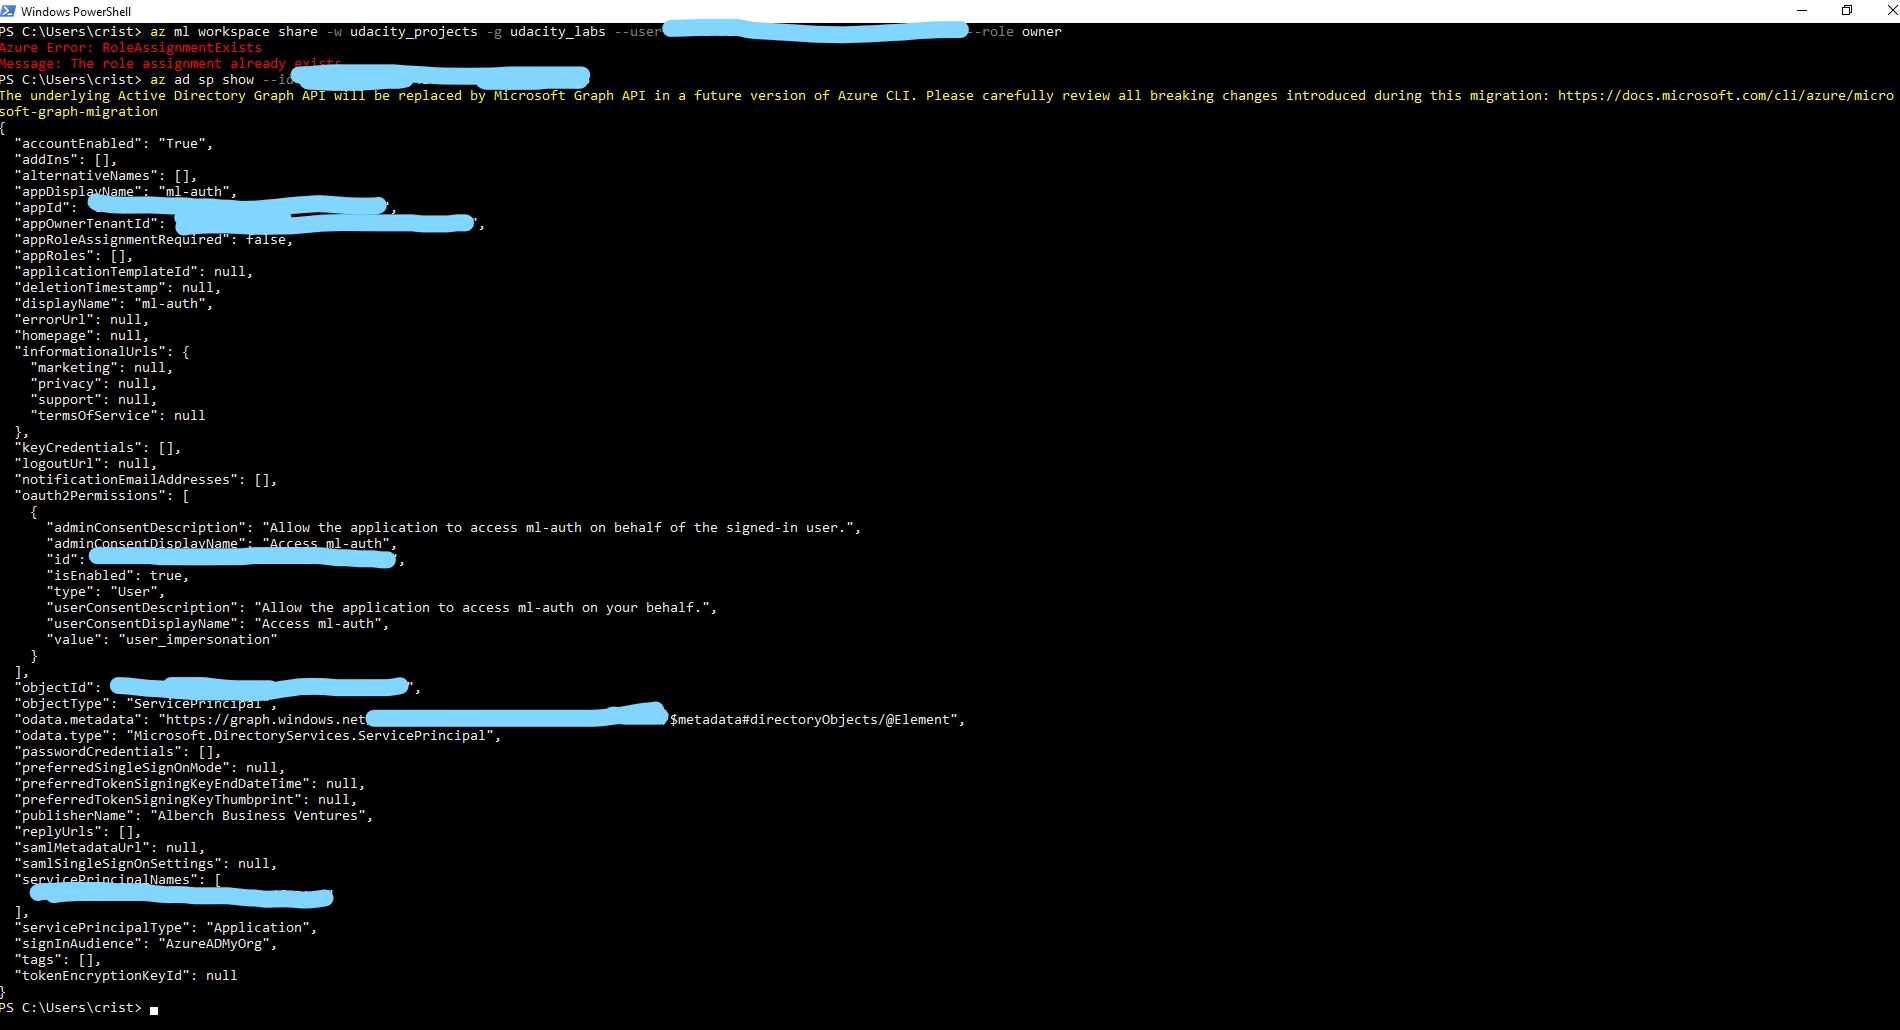 Windows PowerShell
PS C:\Users\crist> az ml workspace share -w udacity_projects -g udacity_labs --user --role owner
Azure Error: RoleAssignmentExists
Message: The role assignment already exists.
PS C:\Users\crist> az ad sp show --id
The underlying Active Directory Graph API will be replaced by Microsoft Graph API in a future version of Azure CLI. Please carefully review all breaking changes introduced during this migration: https://docs.microsoft.com/cli/azure/micro
soft-graph-migration
{
  "accountEnabled": "True",
  "addIns": [],
  "alternativeNames": [],
  "appDisplayName": "ml-auth",
  "appId": ",
  "appOwnerTenantId": ",
  "appRoleAssignmentRequired": false,
  "appRoles": [],
  "applicationTemplateId": null,
  "deletionTimestamp": null,
  "displayName": "ml-auth",
  "errorUrl": null,
  "homepage": null,
  "informationalUrls": {
    "marketing": null,
    "privacy": null,
    "support": null,
    "termsOfService": null
  },
  "keyCredentials": [],
  "logoutUrl": null,
  "notificationEmailAddresses": [],
  "oauth2Permissions": [
    {
      "adminConsentDescription": "Allow the application to access ml-auth on behalf of the signed-in user.",
      "adminConsentDisplayName": "Access ml-auth",
      "id": ",
      "isEnabled": true,
      "type": "User",
      "userConsentDescription": "Allow the application to access ml-auth on your behalf.",
      "userConsentDisplayName": "Access ml-auth",
      "value": "user_impersonation"
    }
  ],
  "objectId": ",
  "objectType": "ServicePrincipal",
  "odata.metadata": "https://graph.windows.net $metadata#directoryObjects/@Element",
  "odata.type": "Microsoft.DirectoryServices.ServicePrincipal",
  "passwordCredentials": [],
  "preferredSingleSignOnMode": null,
  "preferredTokenSigningKeyEndDateTime": null,
  "preferredTokenSigningKeyThumbprint": null,
  "publisherName": "Alberch Business Ventures",
  "replyUrls": [],
  "samlMetadataUrl": null,
  "samlSingleSignOnSettings": null,
  "servicePrincipalNames": [
  ],
  "servicePrincipalType": "Application",
  "signInAudience": "AzureADMyOrg",
  "tags": [],
  "tokenEncryptionKeyId": null
}
PS C:\Users\crist>